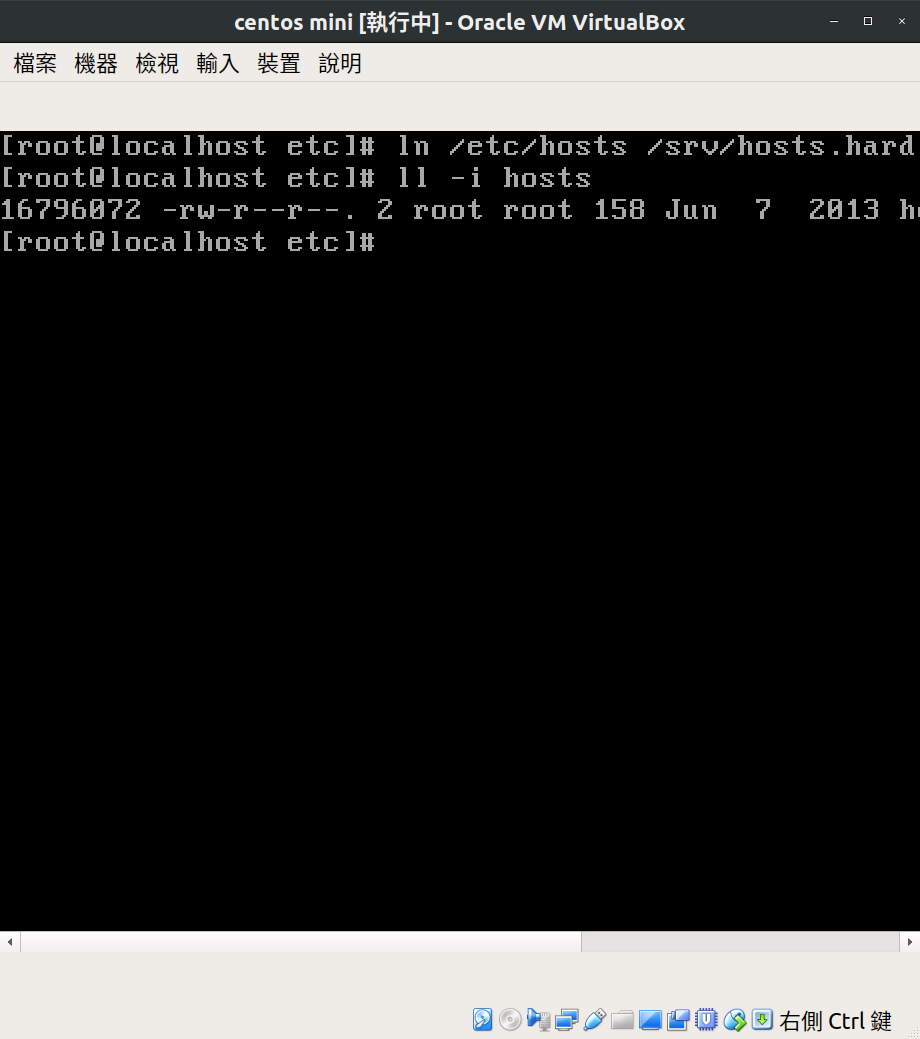 centos mini [執行中] - Oracle VM VirtualBox
檔案 機器 檢視 輸入 裝置 說明
[root@localhost etc]# ln /etc/hosts /srv/hosts.hard
[root@localhost etc]# ll -i hosts
16796072 -rw-r--r--. 2 root root 158 Jun  7  2013
[root@localhost etc]#
右側 Ctrl 鍵